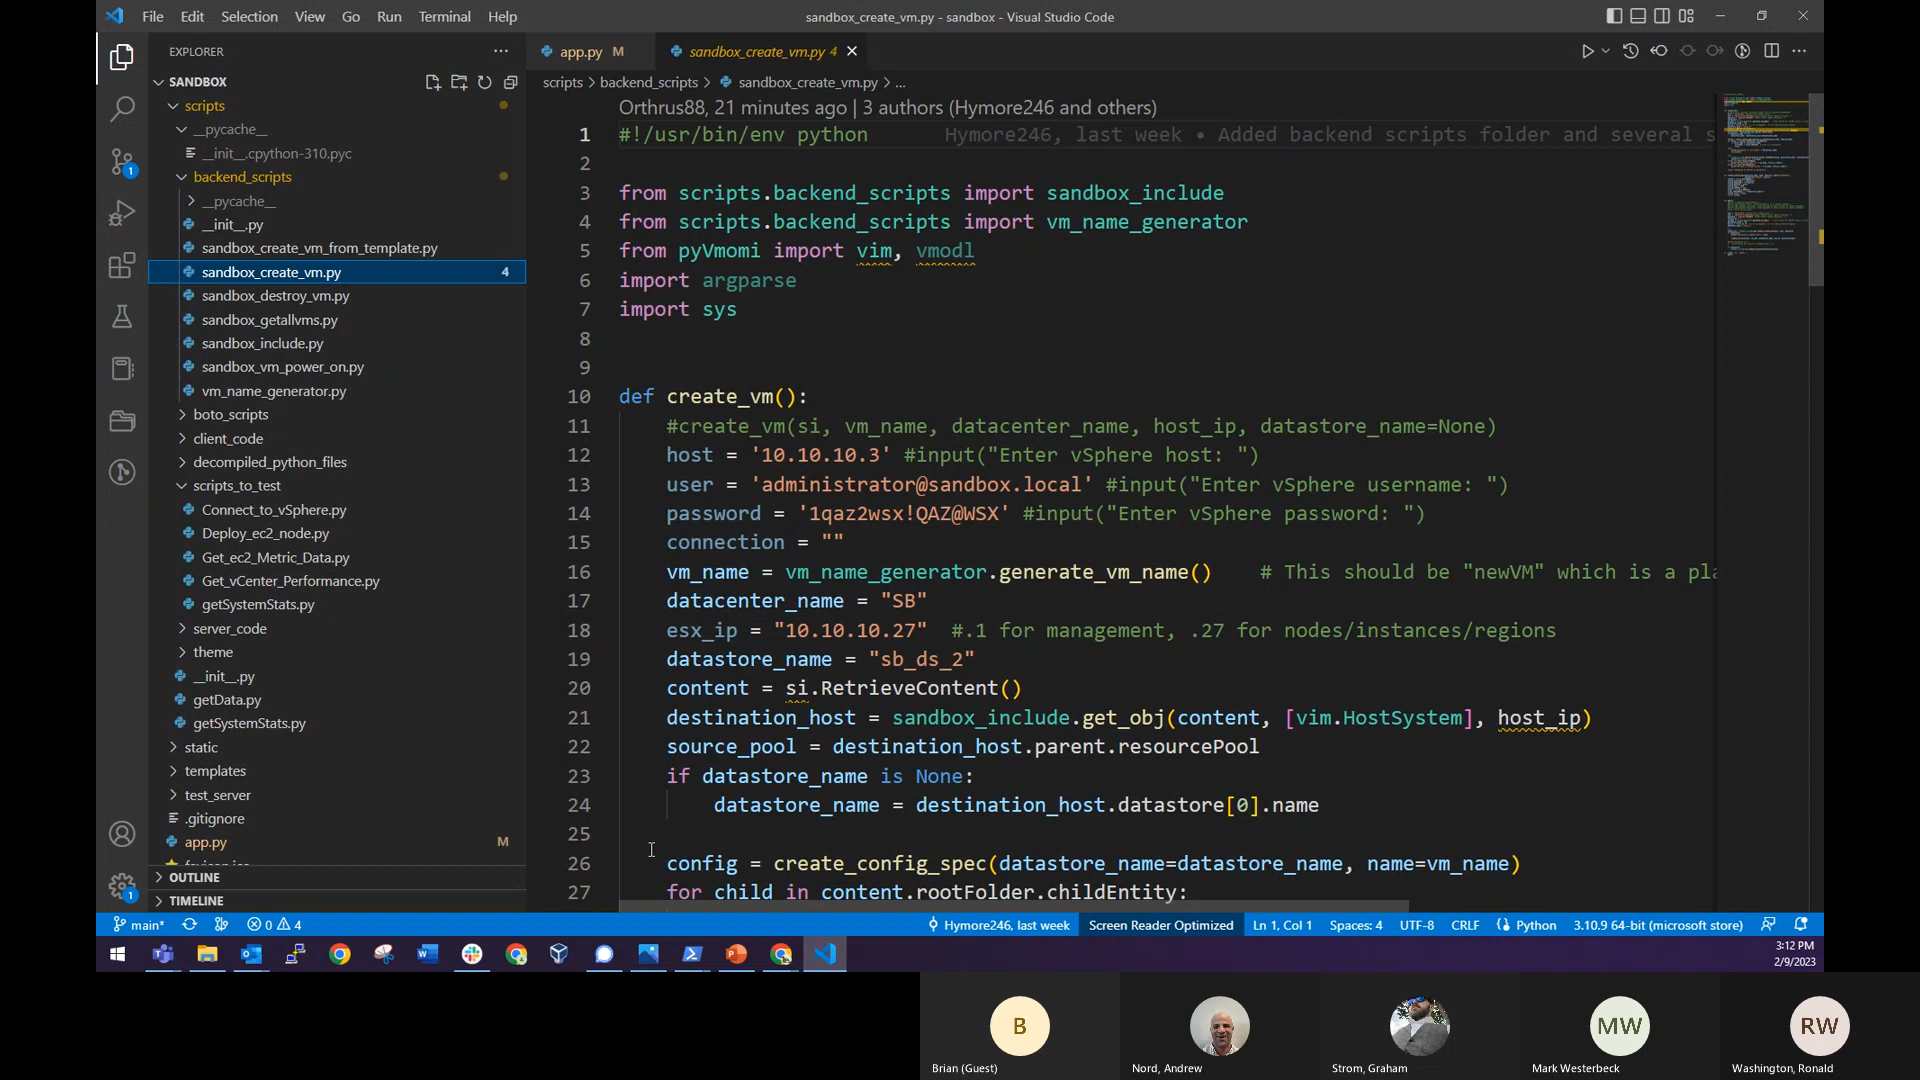 File Edit Selection View Go Run Terminal Help
sandbox_create_vm.py - sandbox - Visual Studio Code
EXPLORER
SANDBOX
scripts
__pycache__
__init__.cpython-310.pyc
backend_scripts
__pycache__
__init__.py
sandbox_create_vm_from_template.py
sandbox_create_vm.py 4
sandbox_destroy_vm.py
sandbox_getallvms.py
sandbox_include.py
sandbox_vm_power_on.py
vm_name_generator.py
boto_scripts
client_code
decompiled_python_files
scripts_to_test
Connect_to_vSphere.py
Deploy_ec2_node.py
Get_ec2_Metric_Data.py
Get_vCenter_Performance.py
getSystemStats.py
server_code
theme
__init__.py
getData.py
getSystemStats.py
static
templates
test_server
.gitignore
app.py M
OUTLINE
TIMELINE
app.py M
sandbox_create_vm.py 4
scripts > backend_scripts > sandbox_create_vm.py > ...
Orthrus88, 21 minutes ago | 3 authors (Hymore246 and others)
1 #!/usr/bin/env python Hymore246, last week • Added backend scripts folder and several s
2
3 from scripts.backend_scripts import sandbox_include
4 from scripts.backend_scripts import vm_name_generator
5 from pyVmomi import vim, vmodl
6 import argparse
7 import sys
8
9
10 def create_vm():
11 #create_vm(si, vm_name, datacenter_name, host_ip, datastore_name=None)
12 host = '10.10.10.3' #input("Enter vSphere host: ")
13 user = 'administrator@sandbox.local' #input("Enter vSphere username: ")
14 password = '1qaz2wsx!QAZ@WSX' #input("Enter vSphere password: ")
15 connection = ""
16 vm_name = vm_name_generator.generate_vm_name() # This should be "newVM" which is a pla
17 datacenter_name = "SB"
18 esx_ip = "10.10.10.27" #.1 for management, .27 for nodes/instances/regions
19 datastore_name = "sb_ds_2"
20 content = si.RetrieveContent()
21 destination_host = sandbox_include.get_obj(content, [vim.HostSystem], host_ip)
22 source_pool = destination_host.parent.resourcePool
23 if datastore_name is None:
24 datastore_name = destination_host.datastore[0].name
25
26 config = create_config_spec(datastore_name=datastore_name, name=vm_name)
27 for child in content.rootFolder.childEntity:
1
1
main* 0 4 Hymore246, last week Screen Reader Optimized Ln 1, Col 1 Spaces: 4 UTF-8 CRLF Python 3.10.9 64-bit (microsoft store)
3:12 PM
2/9/2023
B
MW
RW
Brian (Guest)
Nord, Andrew
Strom, Graham
Mark Westerbeck
Washington, Ronald